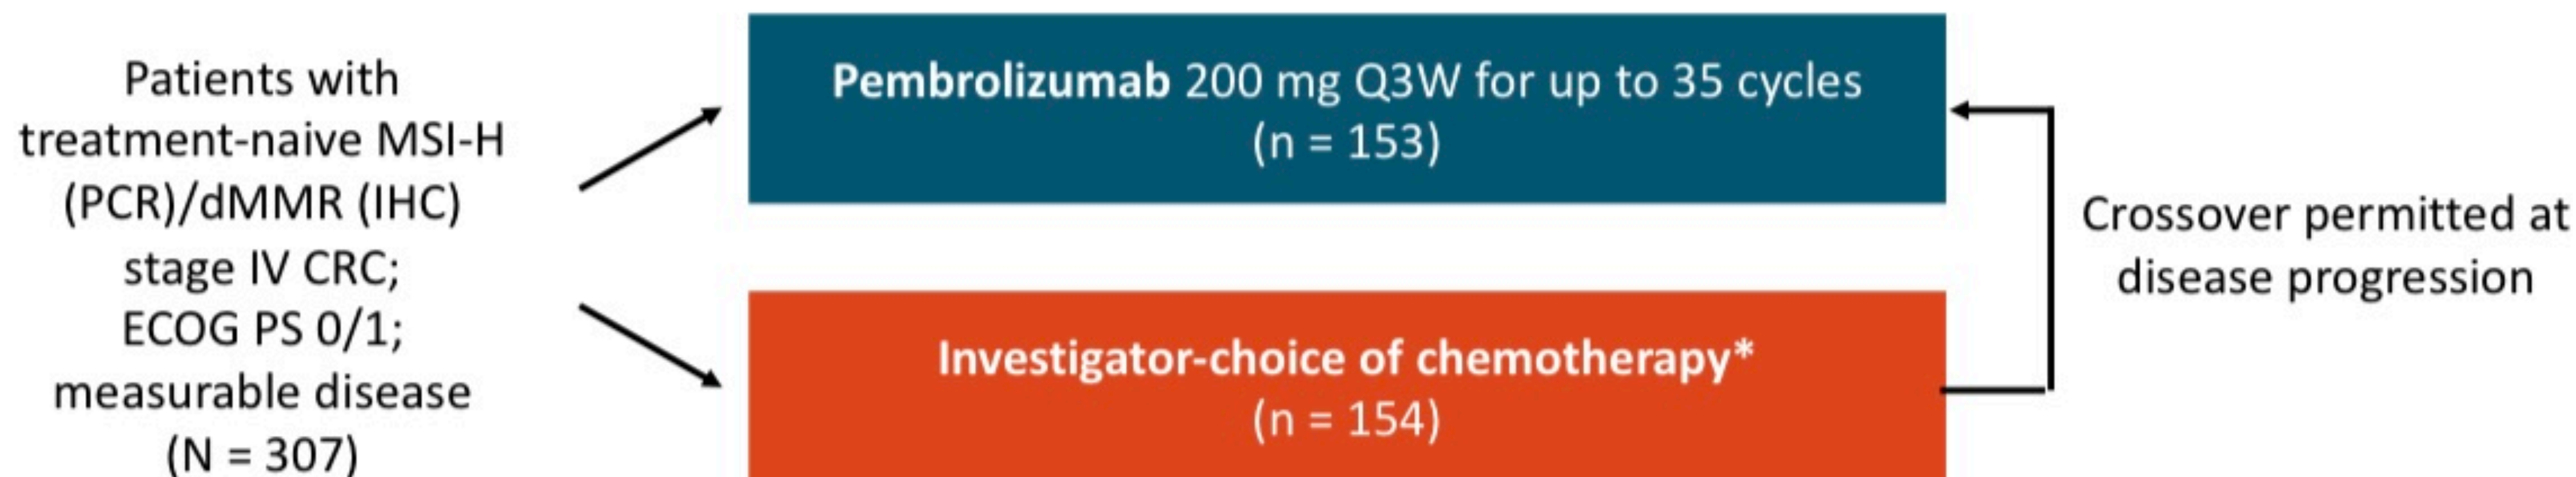 Patients with
treatment-naive MSI-H
(PCR)/dMMR (IHC)
stage IV CRC;
ECOG PS 0/1;
measurable disease
(N = 307)
Pembrolizumab 200 mg Q3W for up to 35 cycles
(n = 153)
Investigator-choice of chemotherapy*
(n = 154)
Crossover permitted at
disease progression